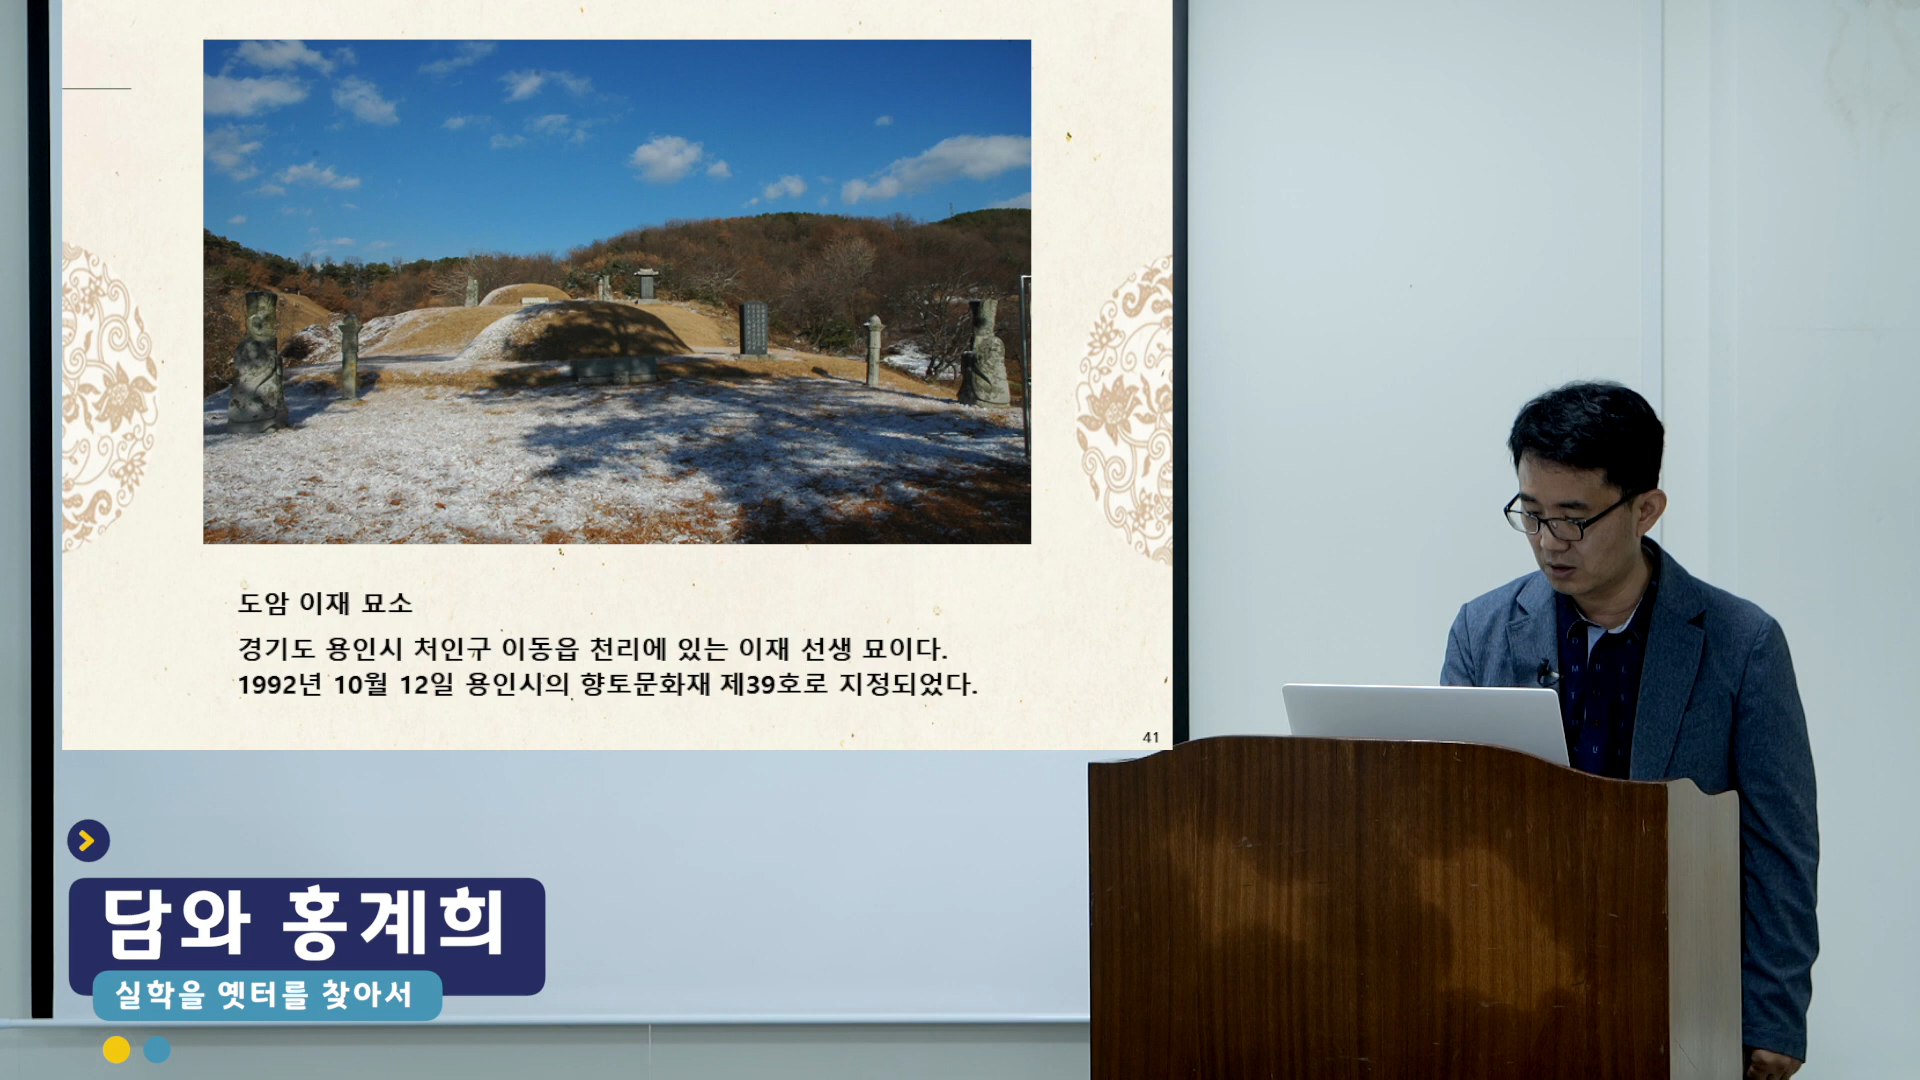 도암 이재 묘소
경기도 용인시 처인구 이동읍 천리에 있는 이재 선생 묘이다.
1992년 10월 12일 용인시의 향토문화재 제39호로 지정되었다.
41
담와 홍계희
실학을 옛터를 찾아서